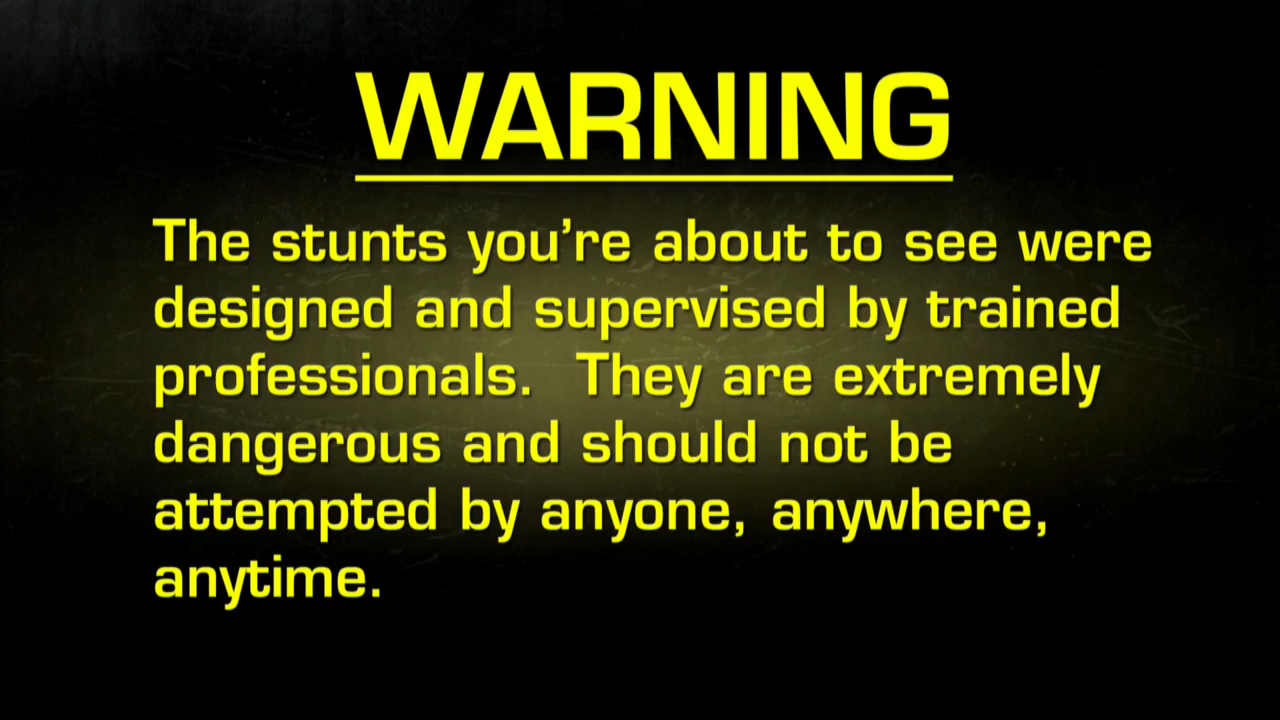 WARNING
The stunts you’re about to see were
designed and supervised by trained
professionals.  They are extremely
dangerous and should not be
attempted by anyone, anywhere,
anytime.